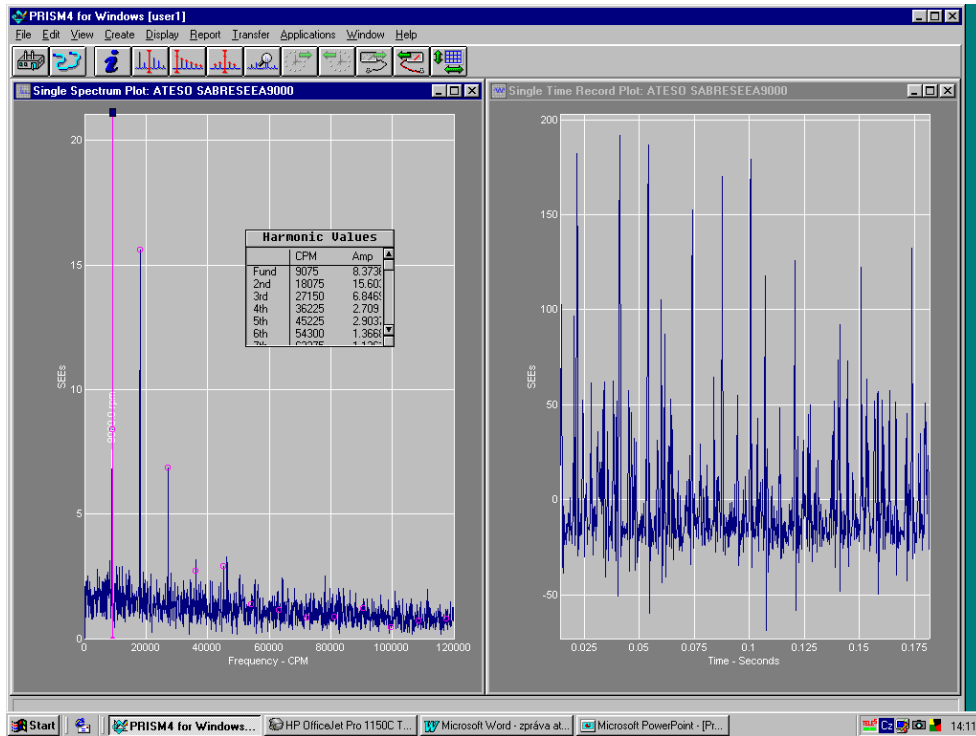 PRISM4 for Windows [user1]
File Edit View Create Display Report Transfer Applications Window Help
Single Spectrum Plot: ATESO SABRESEEA9000
20
15
10
5
0
SEEs
Harmonic Values
CPM Amp
Fund 9075 8.3736
2nd 18075 15.603
3rd 27150 6.8469
4th 36225 2.709
5th 45225 2.9037
6th 54300 1.3668
0 20000 40000 60000 80000 100000 120000
Frequency - CPM
Single Time Record Plot: ATESO SABRESEEA9000
200
150
100
50
0
-50
SEEs
0.025 0.05 0.075 0.1 0.125 0.15 0.175
Time - Seconds
Start
PRISM4 for Windows...
HP OfficeJet Pro 1150C T...
Microsoft Word - zpráva at...
Microsoft PowerPoint - [Pr...
Cz
14:11